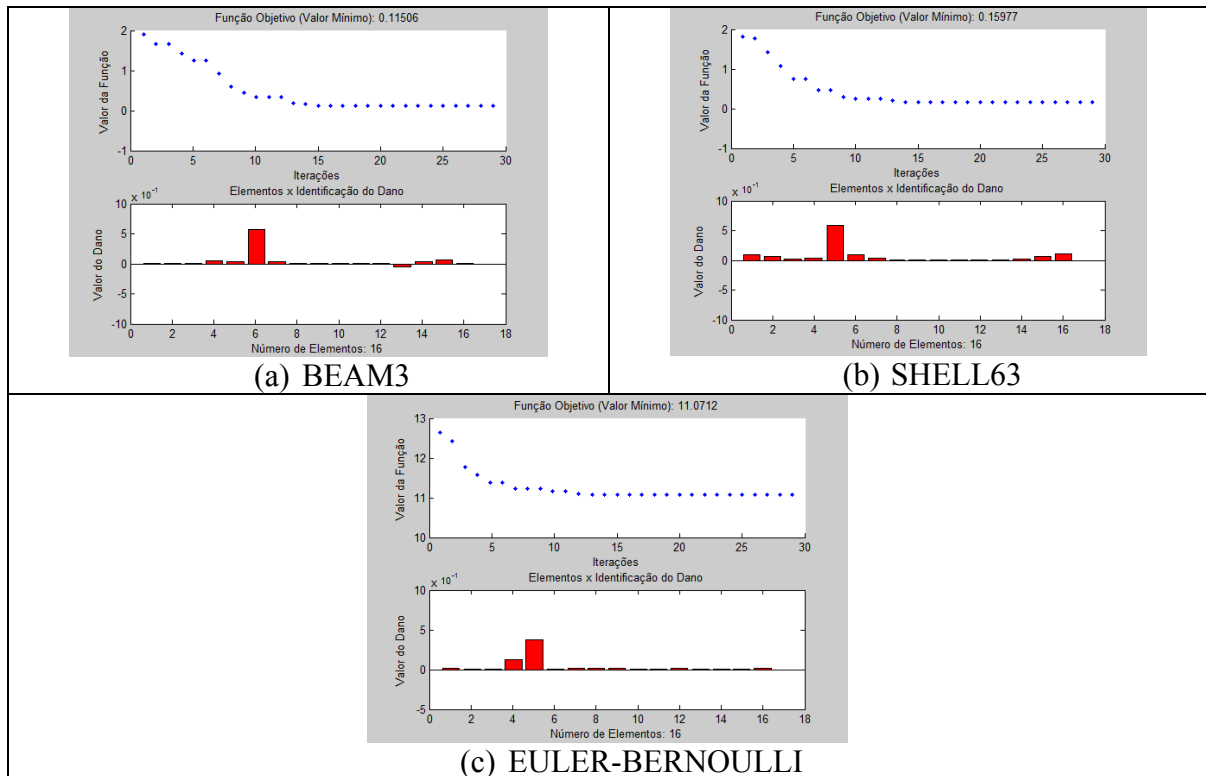 Função Objetivo (Valor Mínimo): 0.11506
Valor da Função
2
1
0
-1
0 5 10 15 20 25 30
Iterações
Elementos x Identificação do Dano
x 10⁻¹
Valor do Dano
10
5
0
-5
-10
0 2 4 6 8 10 12 14 16 18
Número de Elementos: 16
(a) BEAM3
Função Objetivo (Valor Mínimo): 0.15977
Valor da Função
2
1
0
-1
0 5 10 15 20 25 30
Iterações
Elementos x Identificação do Dano
x 10⁻¹
Valor do Dano
10
5
0
-5
-10
0 2 4 6 8 10 12 14 16 18
Número de Elementos: 16
(b) SHELL63
Função Objetivo (Valor Mínimo): 11.0712
Valor da Função
13
12
11
10
0 5 10 15 20 25 30
Iterações
Elementos x Identificação do Dano
x 10⁻¹
Valor do Dano
10
5
0
-5
0 2 4 6 8 10 12 14 16 18
Número de Elementos: 16
(c) EULER-BERNOULLI